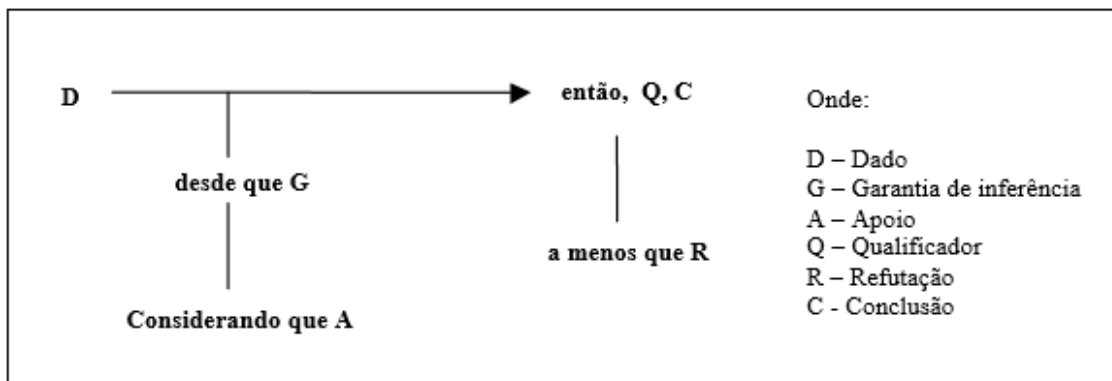 D
então, Q, C
desde que G
a menos que R
Considerando que A
Onde:
D – Dado
G – Garantia de inferência
A – Apoio
Q – Qualificador
R – Refutação
C - Conclusão